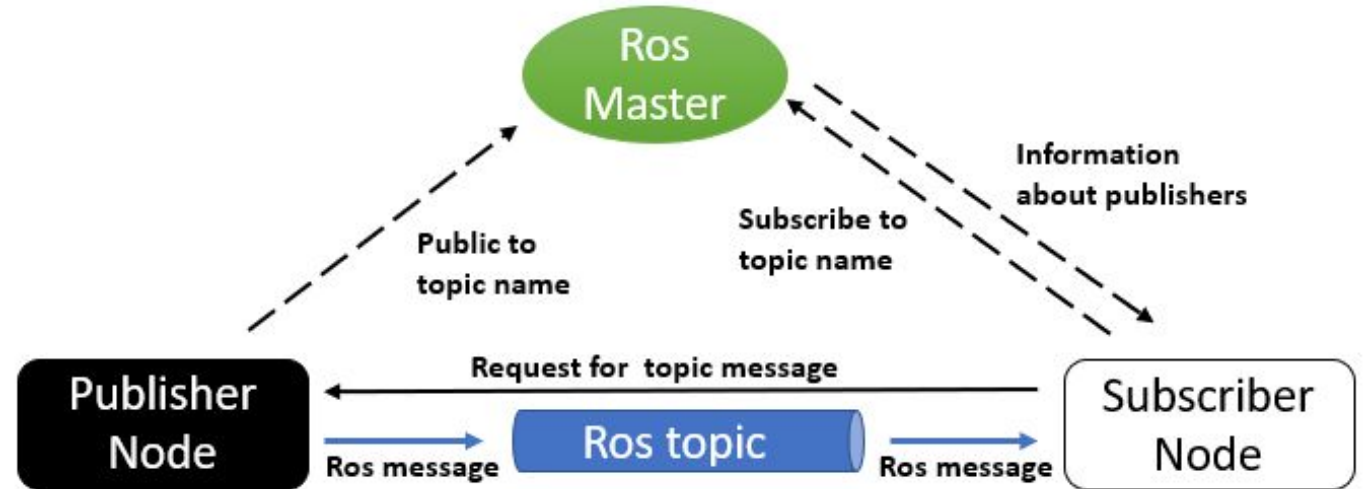 Ros
Master
Information
about publishers
Subscribe to
topic name
Public to
topic name
Request for topic message
Publisher
Node
Ros topic
Subscriber
Node
Ros message
Ros message